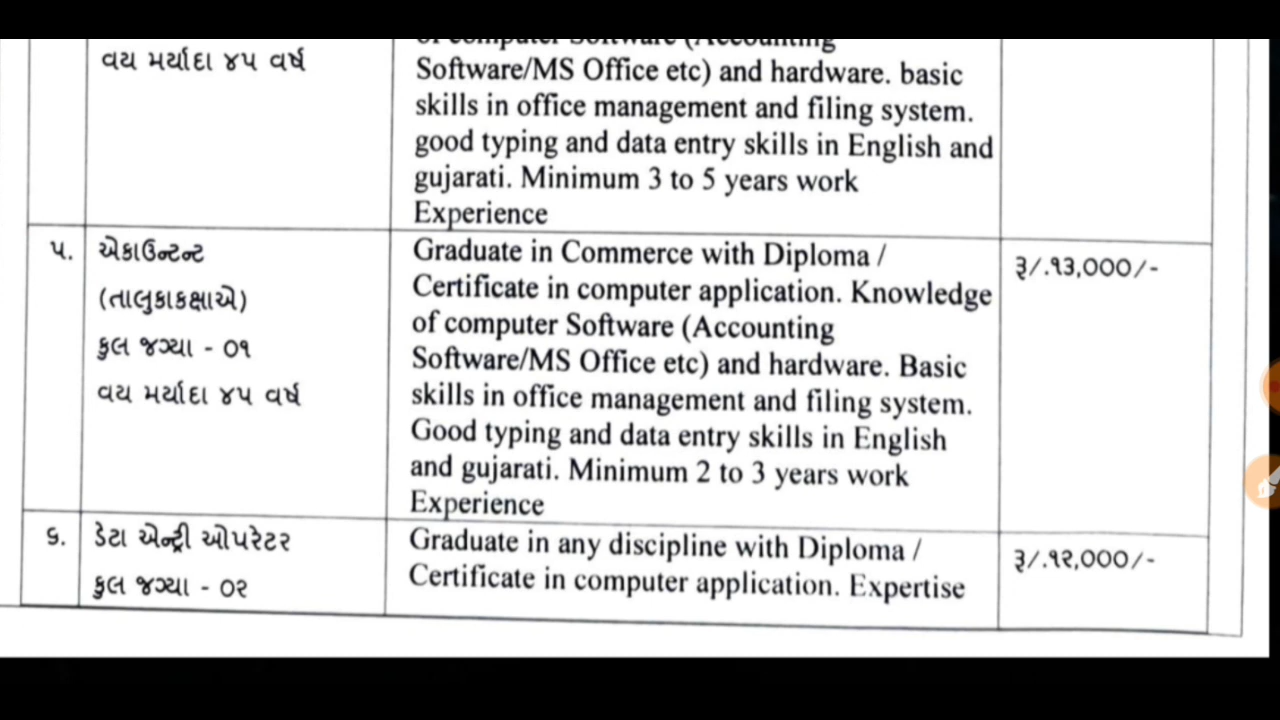 of computer Software (Accounting
વય મર્યાદા ૪૫ વર્ષ
Software/MS Office etc) and hardware. basic
skills in office management and filing system.
good typing and data entry skills in English and
gujarati. Minimum 3 to 5 years work
Experience
૫.
એકાઉન્ટન્ટ
(તાલુકાકક્ષાએ)
કુલ જગ્યા - ૦૧
વય મર્યાદા ૪૫ વર્ષ
Graduate in Commerce with Diploma /
Certificate in computer application. Knowledge
of computer Software (Accounting
Software/MS Office etc) and hardware. Basic
skills in office management and filing system.
Good typing and data entry skills in English
and gujarati. Minimum 2 to 3 years work
Experience
રૂ/.૧૩,૦૦૦/-
૬.
ડેટા એન્ટ્રી ઓપરેટર
કુલ જગ્યા - ૦૨
Graduate in any discipline with Diploma /
Certificate in computer application. Expertise
રૂ/.૧૨,૦૦૦/-